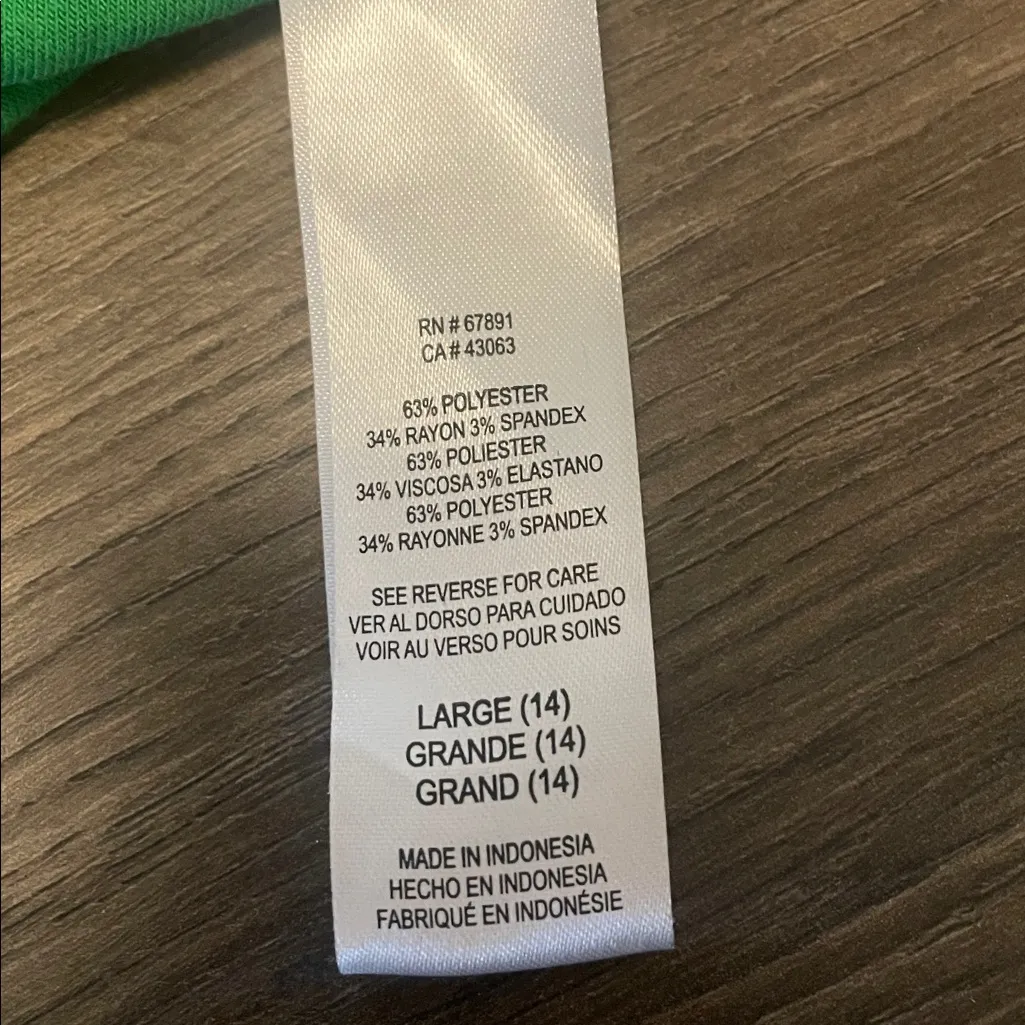 RN # 67891
CA# 43063
63% POLYESTER
34% RAYON 3% SPANDEX
63% POLIESTER
34% VISCOSA 3% ELASTANO
63% POLYESTER
34% RAYONNE 3% SPANDEX
SEE REVERSE FOR CARE
VER AL DORSO PARA CUIDADO
VOIR AU VERSO POUR SOINS
LARGE (14)
GRANDE (14)
GRAND (14)
MADE IN INDONESIA
HECHO EN INDONESIA
FABRIQUÉ EN INDONÉSIE